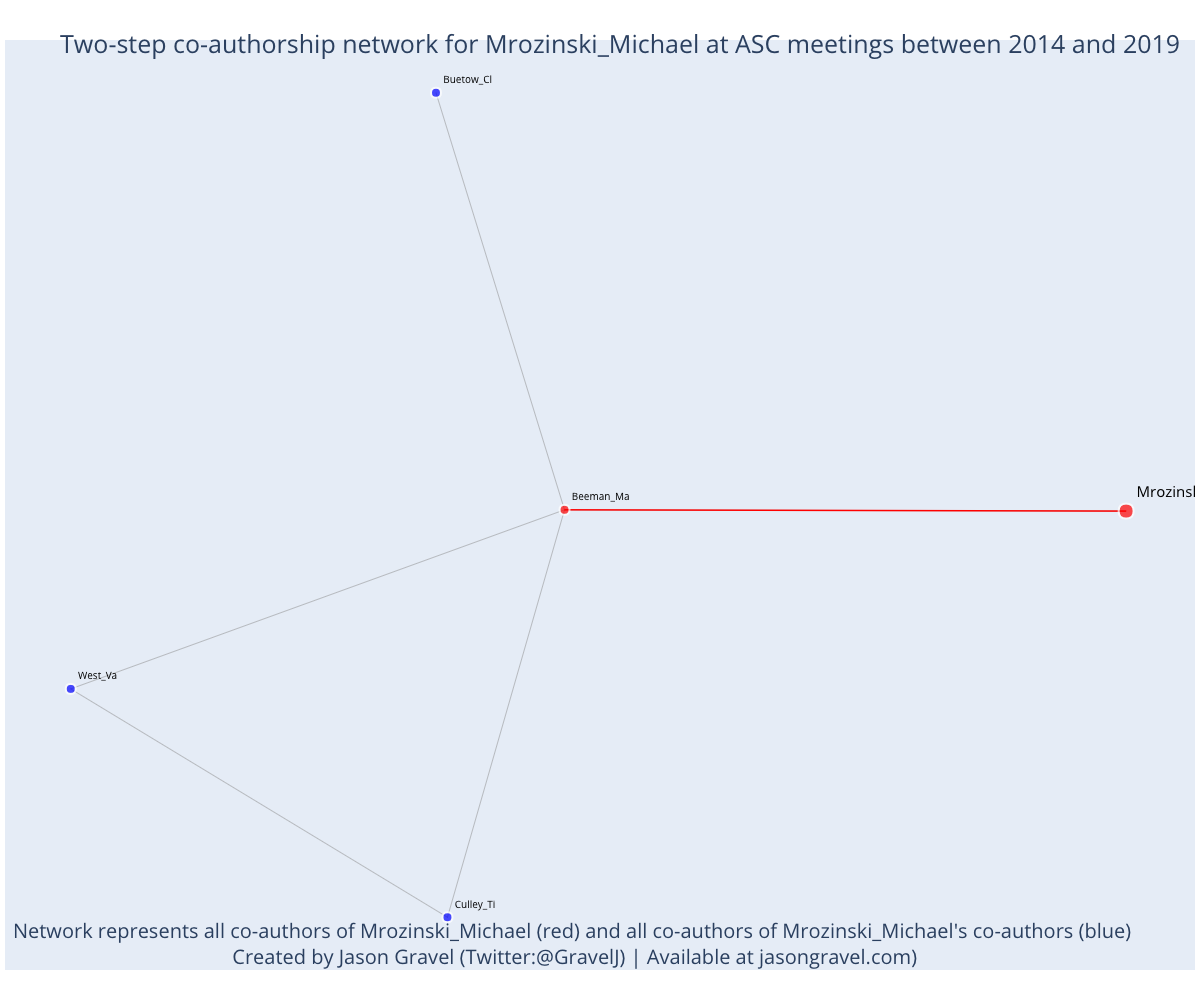 Two-step co-authorship network for Mrozinski_Michael at ASC meetings between 2014 and 2019
Buetow_Cl
Mrozinsl
Beeman_Ma
West_Va
Culley_Ti
Network represents all co-authors of Mrozinski_Michael (red) and all co-authors of Mrozinski_Michael's co-authors (blue)
Created by Jason Gravel (Twitter:@GravelJ) | Available at jasongravel.com)